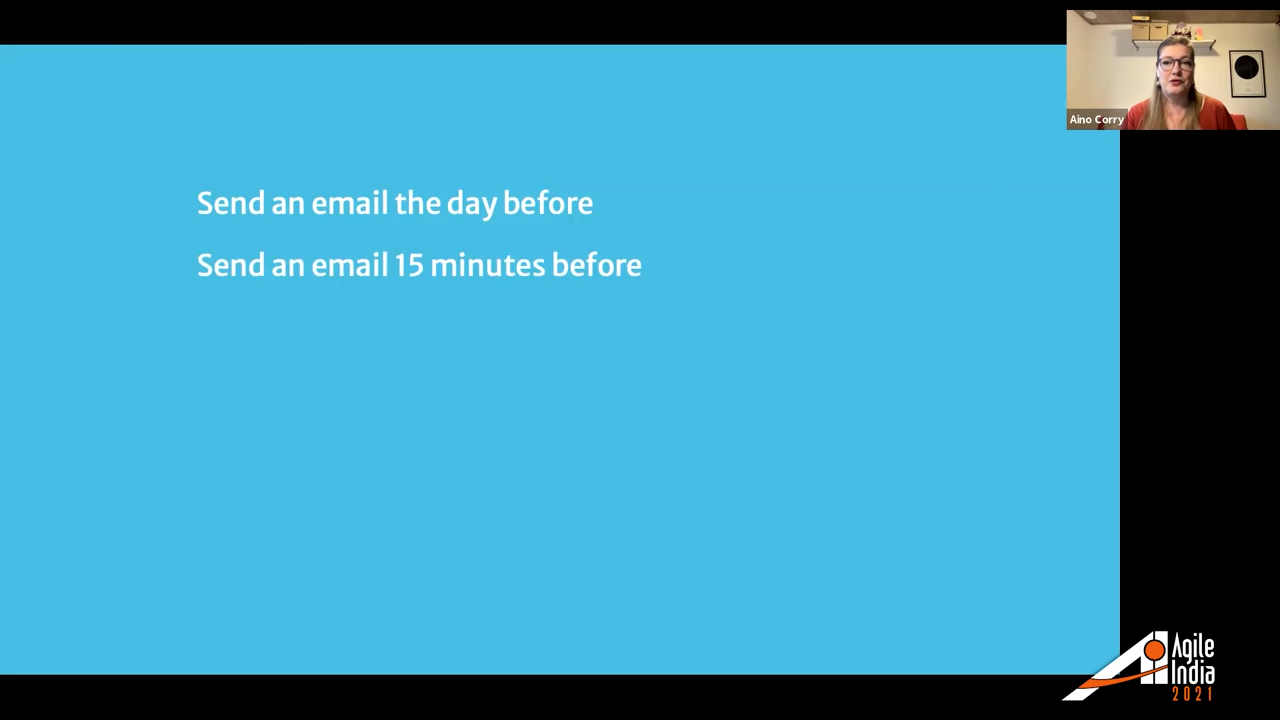 Aino Corry
Send an email the day before
Send an email 15 minutes before
Agile
India
2021